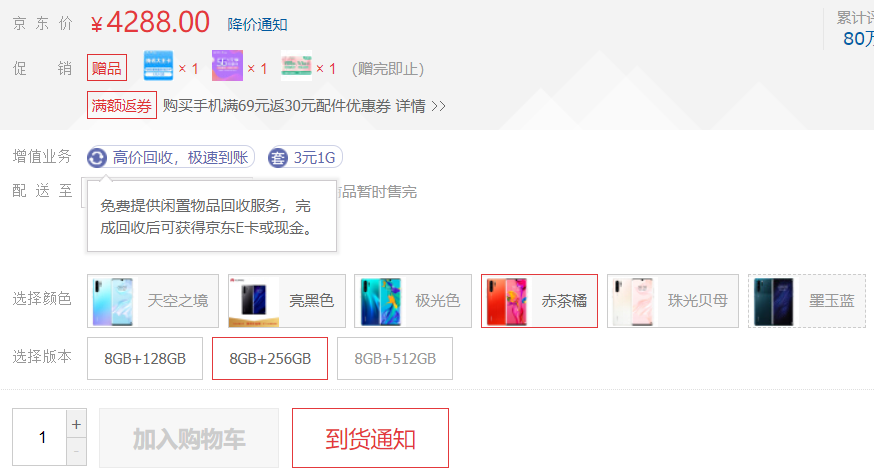 京东价 ￥4288.00 降价通知 累计评
80万
促销 赠品 × 1 × 1 × 1 （赠完即止）
满额返券 购买手机满69元返30元配件优惠券 详情 >>
增值业务 高价回收，极速到账 套 3元1G
配送至 品暂时售完
免费提供闲置物品回收服务，完
成回收后可获得京东E卡或现金。
选择颜色 天空之境 亮黑色 极光色 赤茶橘 珠光贝母 墨玉蓝
选择版本 8GB+128GB 8GB+256GB 8GB+512GB
1 + -
加入购物车 到货通知